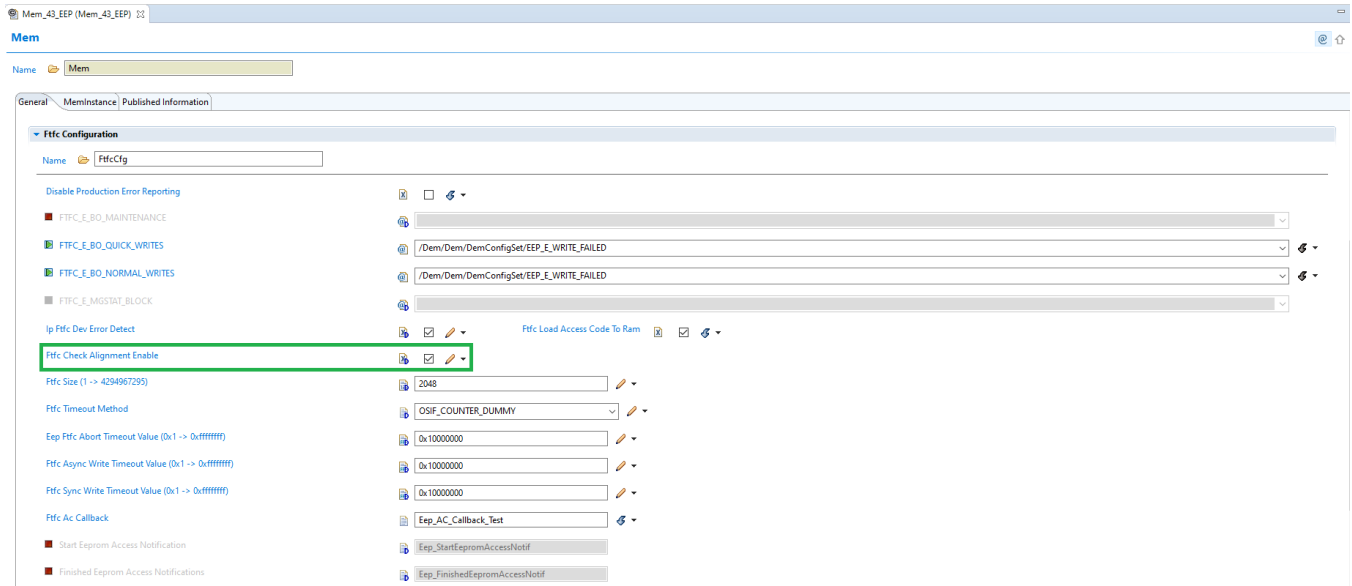 Mem_43_EEP (Mem_43_EEP)
Mem
Name Mem
General MemInstance Published Information
Ftfc Configuration
Name FtfcCfg
Disable Production Error Reporting
FTFC_E_BO_MAINTENANCE
FTFC_E_BO_QUICK_WRITES /Dem/Dem/DemConfigSet/EEP_E_WRITE_FAILED
FTFC_E_BO_NORMAL_WRITES /Dem/Dem/DemConfigSet/EEP_E_WRITE_FAILED
FTFC_E_MGSTAT_BLOCK
Ip Ftfc Dev Error Detect Ftfc Load Access Code To Ram
Ftfc Check Alignment Enable
Ftfc Size (1 -> 4294967295) 2048
Ftfc Timeout Method OSIF_COUNTER_DUMMY
Eep Ftfc Abort Timeout Value (0x1 -> 0xffffffff) 0x10000000
Ftfc Async Write Timeout Value (0x1 -> 0xffffffff) 0x10000000
Ftfc Sync Write Timeout Value (0x1 -> 0xffffffff) 0x10000000
Ftfc Ac Callback Eep_AC_Callback_Test
Start Eeprom Access Notification Eep_StartEepromAccessNotif
Finished Eeprom Access Notifications Eep_FinishedEepromAccessNotif